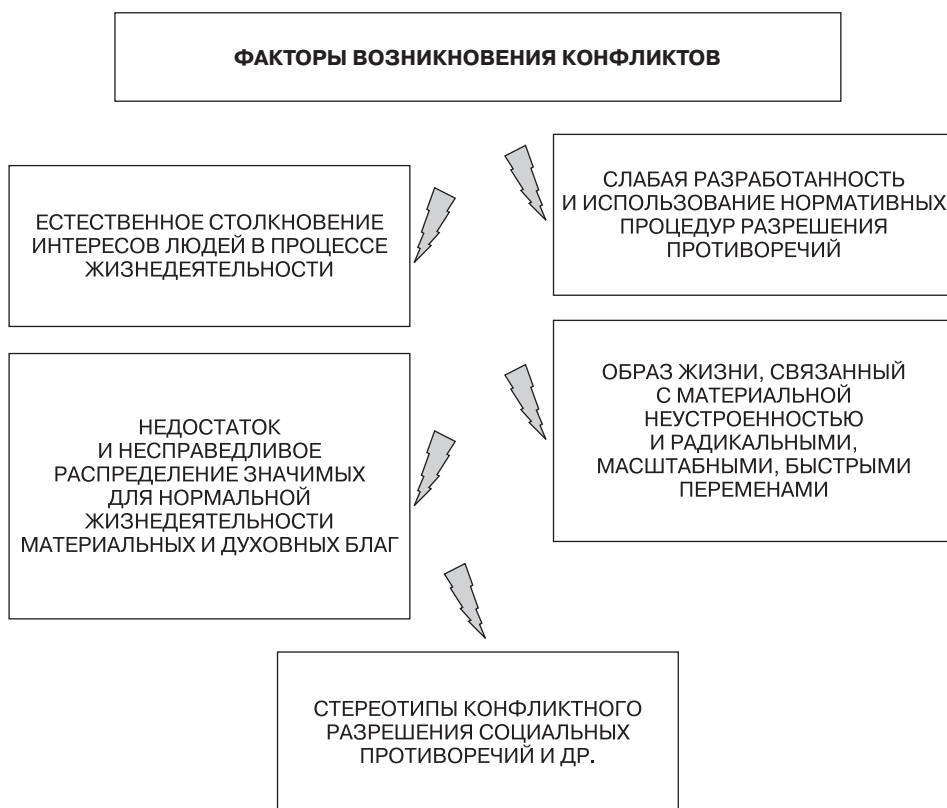 ФАКТОРЫ ВОЗНИКНОВЕНИЯ КОНФЛИКТОВ
ЕСТЕСТВЕННОЕ СТОЛКНОВЕНИЕ
ИНТЕРЕСОВ ЛЮДЕЙ В ПРОЦЕССЕ
ЖИЗНЕДЕЯТЕЛЬНОСТИ
СЛАБАЯ РАЗРАБОТАННОСТЬ
И ИСПОЛЬЗОВАНИЕ НОРМАТИВНЫХ
ПРОЦЕДУР РАЗРЕШЕНИЯ
ПРОТИВОРЕЧИЙ
НЕДОСТАТОК
И НЕСПРАВЕДЛИВОЕ
РАСПРЕДЕЛЕНИЕ ЗНАЧИМЫХ
ДЛЯ НОРМАЛЬНОЙ
ЖИЗНЕДЕЯТЕЛЬНОСТИ
МАТЕРИАЛЬНЫХ И ДУХОВНЫХ БЛАГ
ОБРАЗ ЖИЗНИ, СВЯЗАННЫЙ
С МАТЕРИАЛЬНОЙ
НЕУСТРОЕННОСТЬЮ
И РАДИКАЛЬНЫМИ,
МАСШТАБНЫМИ, БЫСТРЫМИ
ПЕРЕМЕНАМИ
СТЕРЕОТИПЫ КОНФЛИКТНОГО
РАЗРЕШЕНИЯ СОЦИАЛЬНЫХ
ПРОТИВОРЕЧИЙ И ДР.